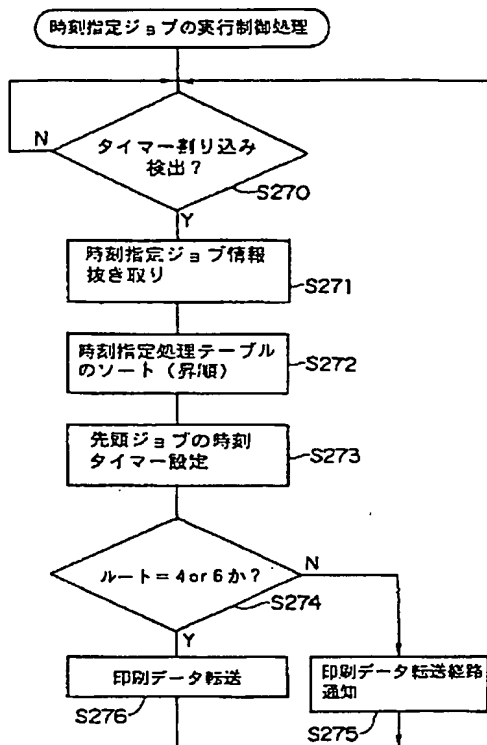 時刻指定ジョブの実行制御処理
N
タイマー割り込み
検出？
S270
Y
時刻指定ジョブ情報
抜き取り
S271
時刻指定処理テーブル
のソート（昇順）
S272
先頭ジョブの時刻
タイマー設定
S273
ルート＝4 or 6か？
N
S274
Y
印刷データ転送
S276
印刷データ転送経路
通知
S275